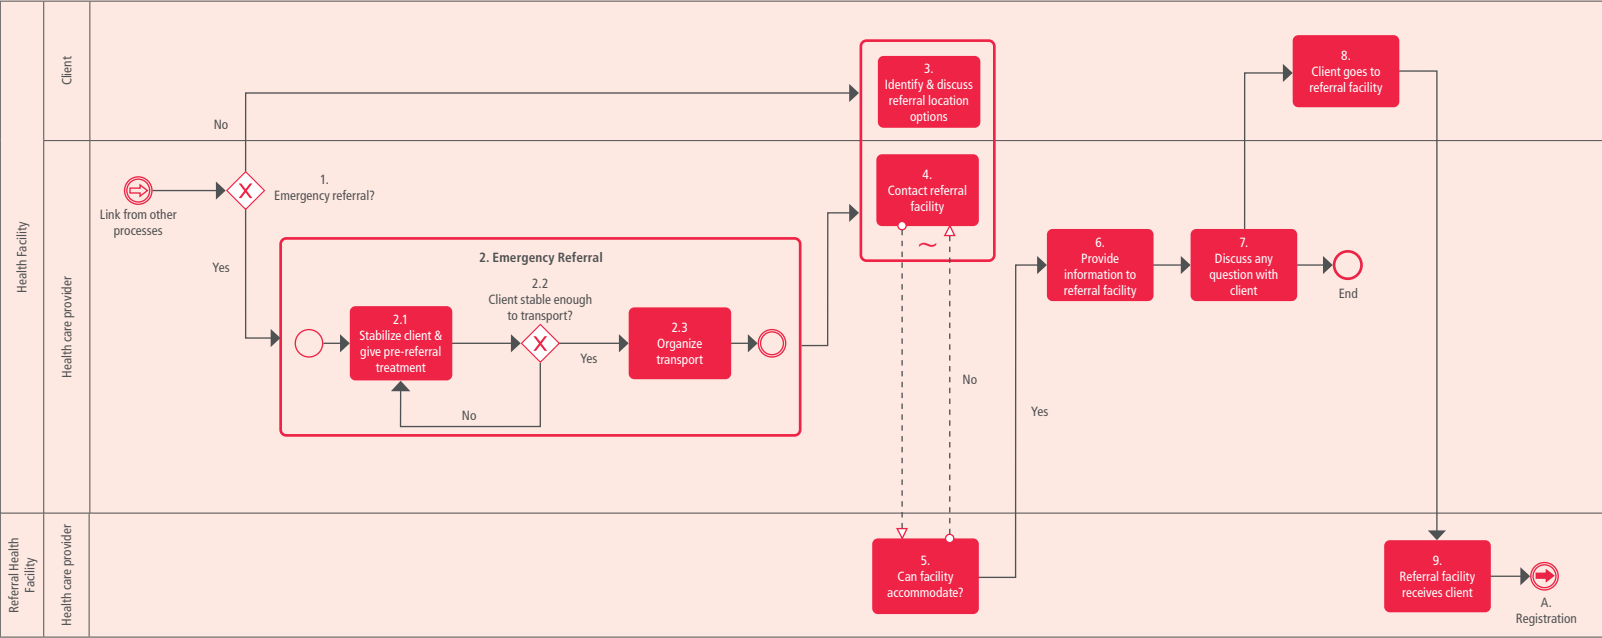 Health Facility
Client
Health care provider
Referral Health
Facility
Health care provider
Link from other
processes
X
1.
Emergency referral?
No
Yes
2. Emergency Referral
2.1
Stabilize client &
give pre-referral
treatment
2.2
Client stable enough
to transport?
X
Yes
No
2.3
Organize
transport
3.
Identify & discuss
referral location
options
4.
Contact referral
facility
~
No
5.
Can facility
accommodate?
Yes
6.
Provide
information to
referral facility
7.
Discuss any
question with
client
End
8.
Client goes to
referral facility
9.
Referral facility
receives client
A.
Registration